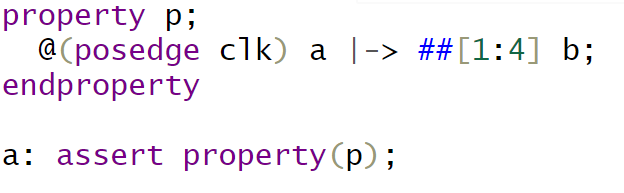 property p;
@(posedge clk) a |-> ##[1:4] b;
endproperty
a: assert property(p);